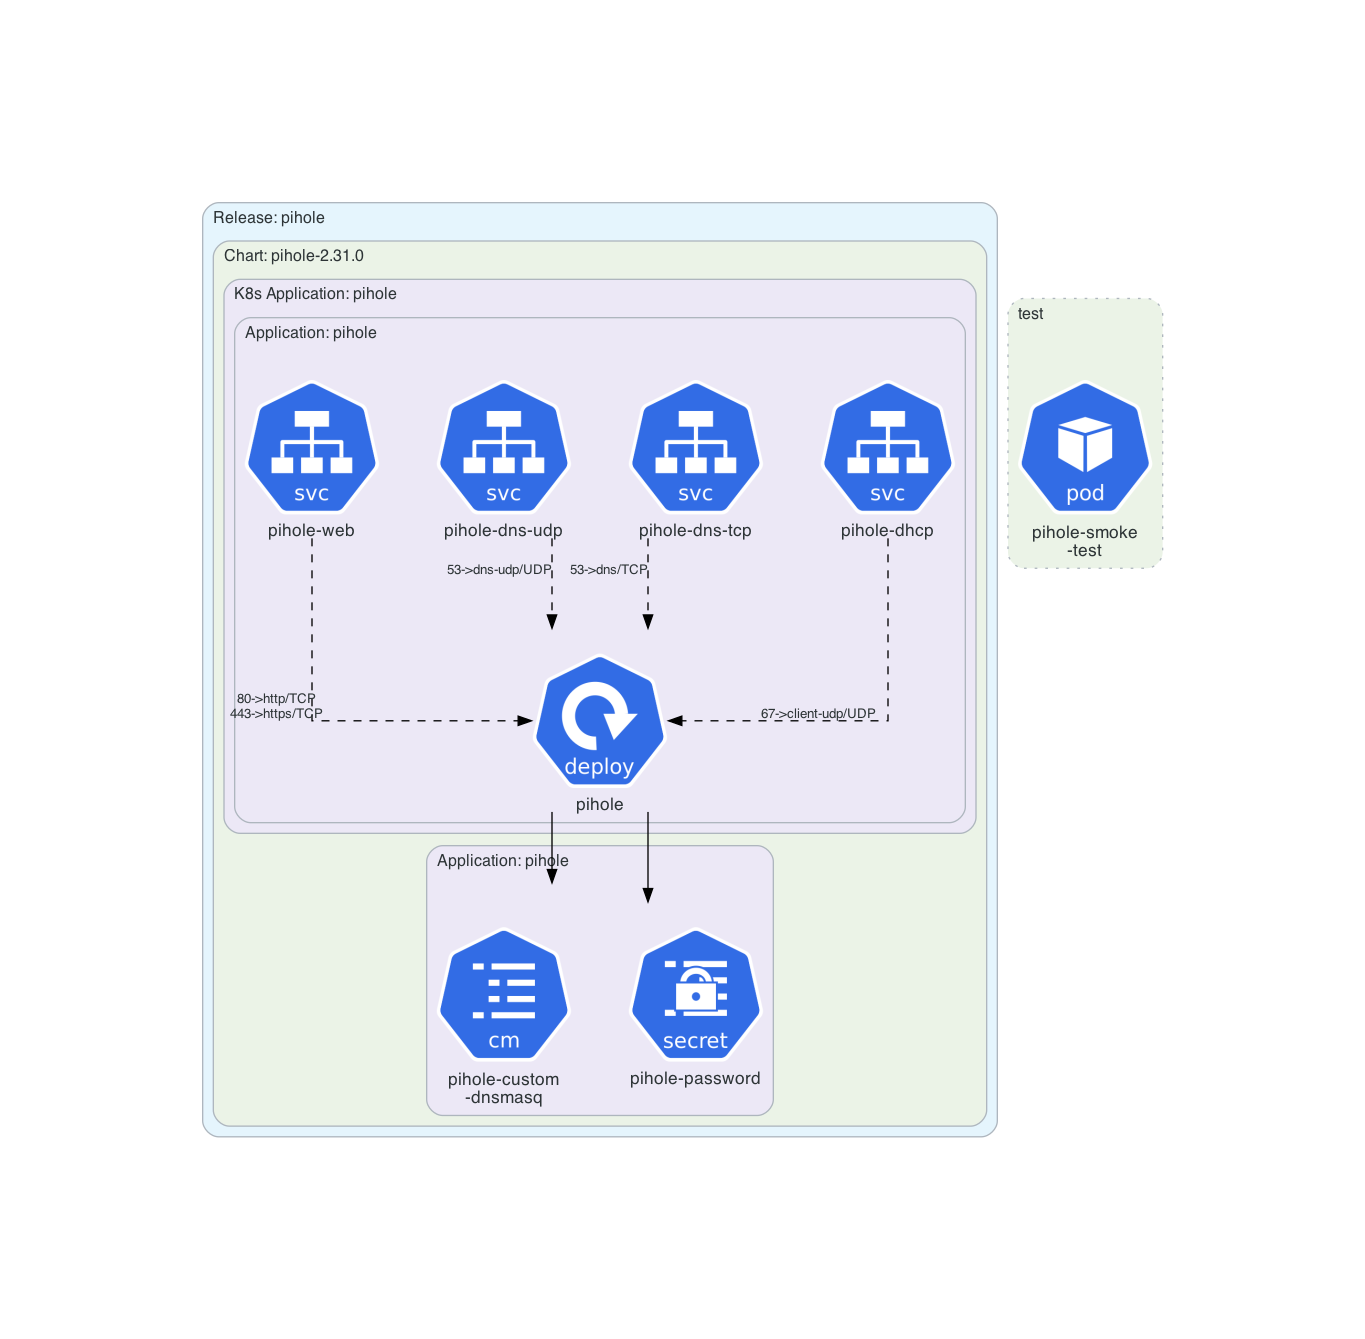 Release: pihole
Chart: pihole-2.31.0
K8s Application: pihole
test
Application: pihole
svc
svc
svc
svc
pod
pihole-web
pihole-dns-udp
pihole-dns-tcp
pihole-dhcp
pihole-smoke
-test
53->dns-udp/UDP
53->dns/TCP
80->http/TCP
443->https/TCP
67->client-udp/UDP
deploy
pihole
Application: pihole
cm
secret
pihole-custom
-dnsmasq
pihole-password